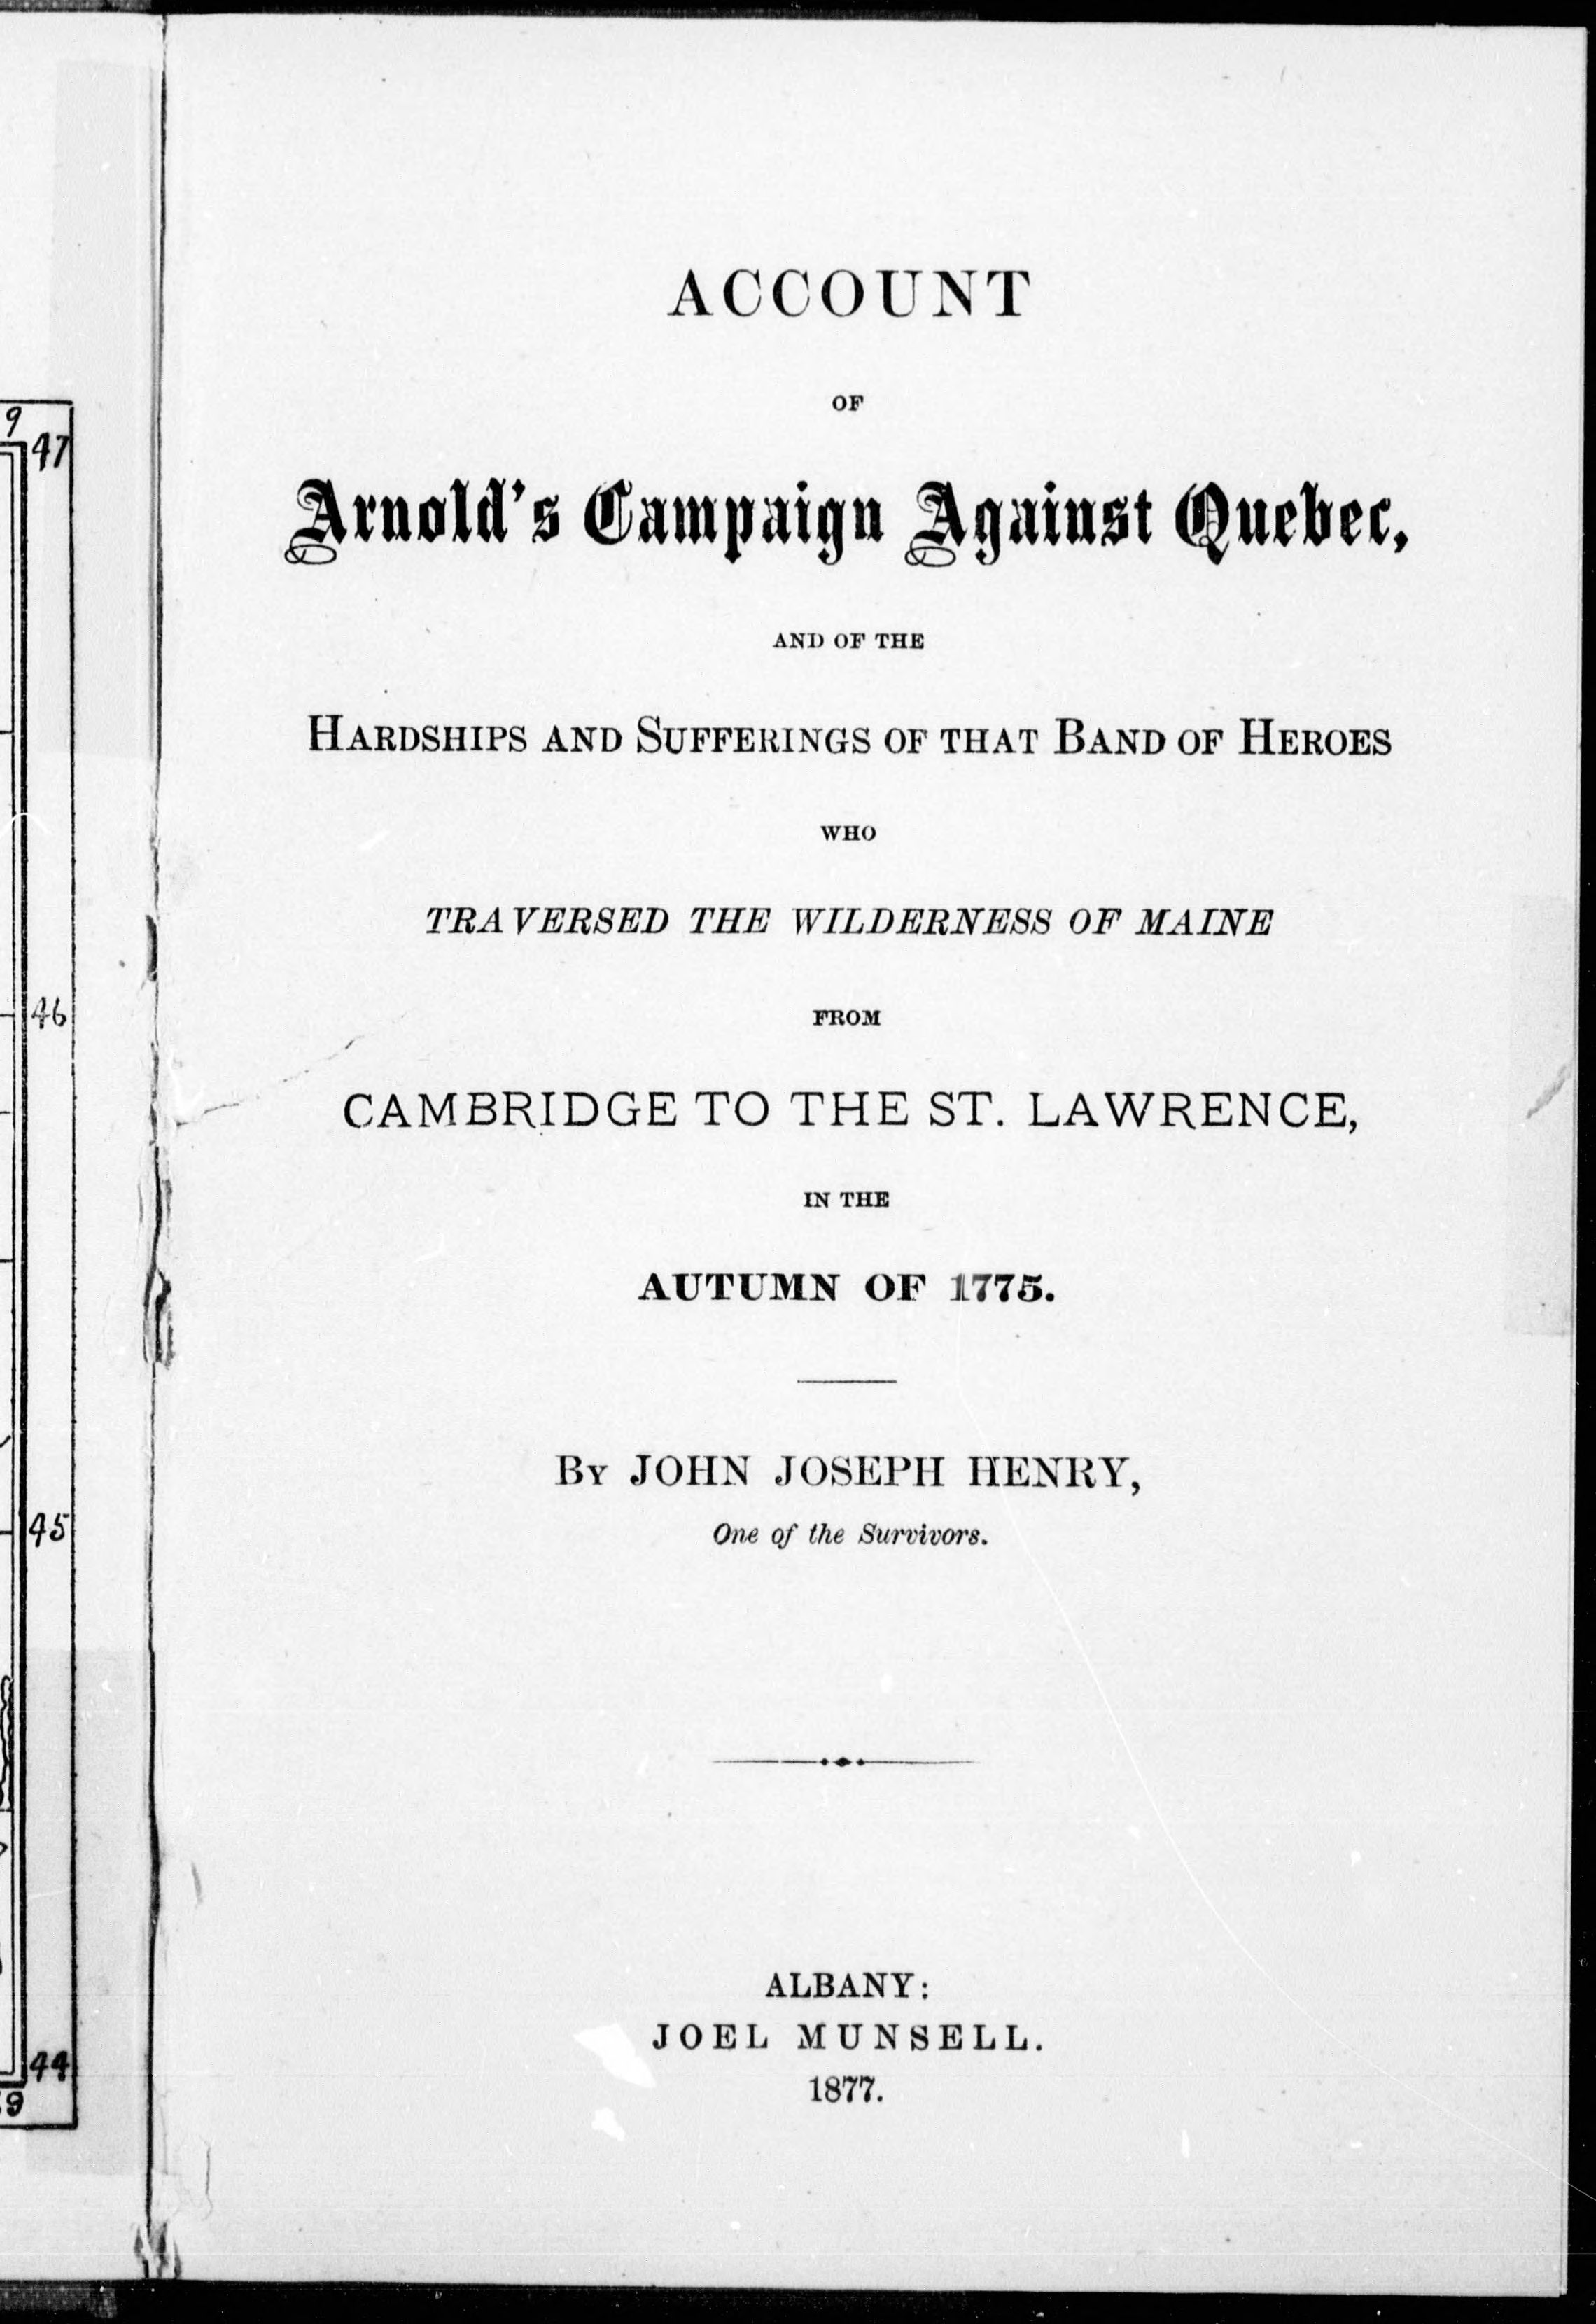 ACCOUNT
OF
Arnold's Campaign Against Quebec,
AND OF THE
HARDSHIPS AND SUFFERINGS OF THAT BAND OF HEROES
WHO
TRAVERSED THE WILDERNESS OF MAINE
FROM
CAMBRIDGE TO THE ST. LAWRENCE,
IN THE
AUTUMN OF 1775.
BY JOHN JOSEPH HENRY,
One of the Survivors.
ALBANY:
JOEL MUNSELL.
1877.
9
47
46
45
44